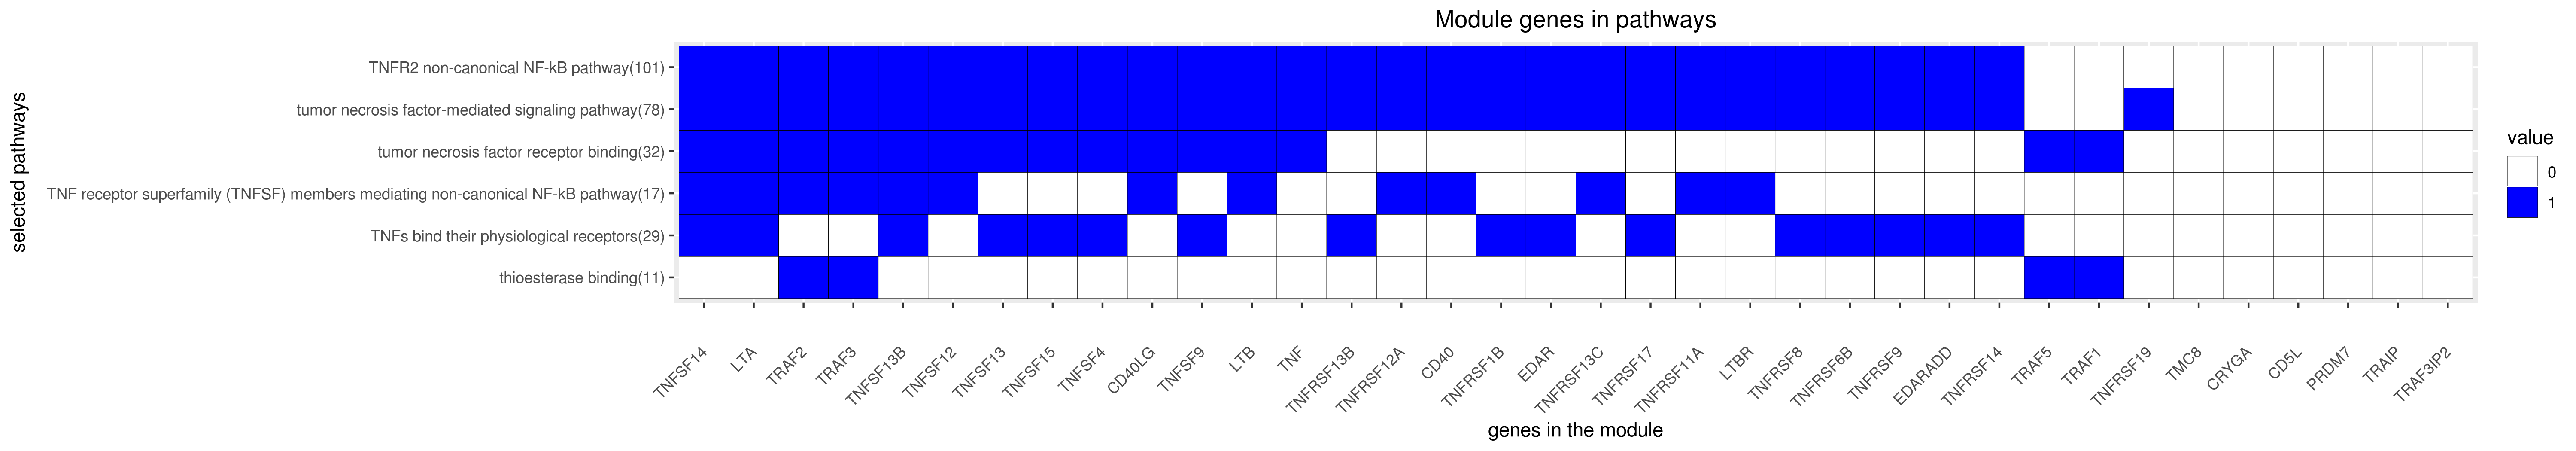 Module genes in pathways
selected pathways
TNFR2 non-canonical NF-kB pathway(101)
tumor necrosis factor-mediated signaling pathway(78)
tumor necrosis factor receptor binding(32)
TNF receptor superfamily (TNFSF) members mediating non-canonical NF-kB pathway(17)
TNFs bind their physiological receptors(29)
thioesterase binding(11)
value
0
1
TNFSF14
LTA
TRAF2
TRAF3
TNFSF13B
TNFSF12
TNFSF13
TNFSF15
TNFSF4
CD40LG
TNFSF9
LTB
TNF
TNFRSF13B
TNFRSF12A
CD40
TNFRSF1B
EDAR
TNFRSF13C
TNFRSF17
TNFRSF11A
LTBR
TNFRSF8
TNFRSF6B
TNFRSF9
EDARADD
TNFRSF14
TRAF5
TRAF1
TNFRSF19
TMC8
CRYGA
CD5L
PRDM7
TRAIP
TRAF3IP2
genes in the module